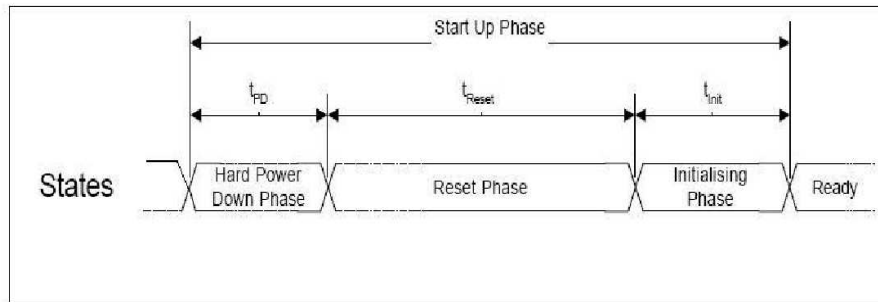 Start Up Phase
tPD
tReset
tInit
States
Hard Power
Down Phase
Reset Phase
Initialising
Phase
Ready